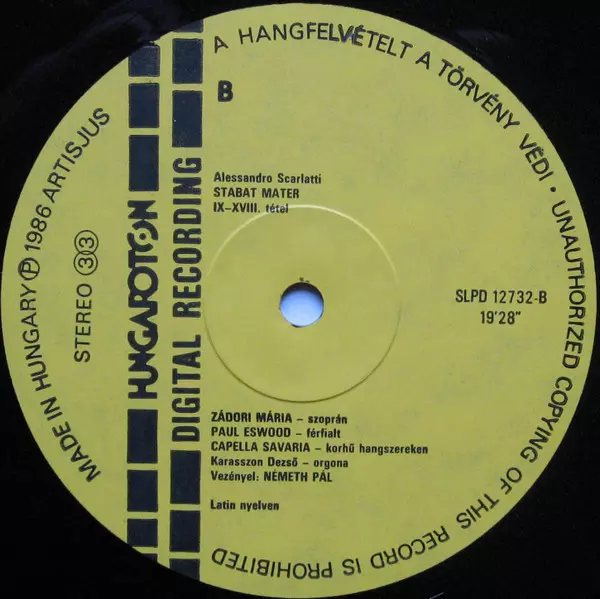 A HANGFELVÉTELT A TÖRVÉNY VÉDI • UNAUTHORIZED COPYING OF THIS RECORD IS PROHIBITED
MADE IN HUNGARY Ⓟ 1986 ARTISJUS
STEREO 33
HUNGAROTON
DIGITAL RECORDING
B
Alessandro Scarlatti
STABAT MATER
IX–XVIII. tétel
SLPD 12732-B
19'28"
ZÁDORI MÁRIA – szoprán
PAUL ESWOOD – férfialt
CAPELLA SAVARIA – korhű hangszereken
Karasszon Dezső – orgona
Vezényel: NÉMETH PÁL
Latin nyelven